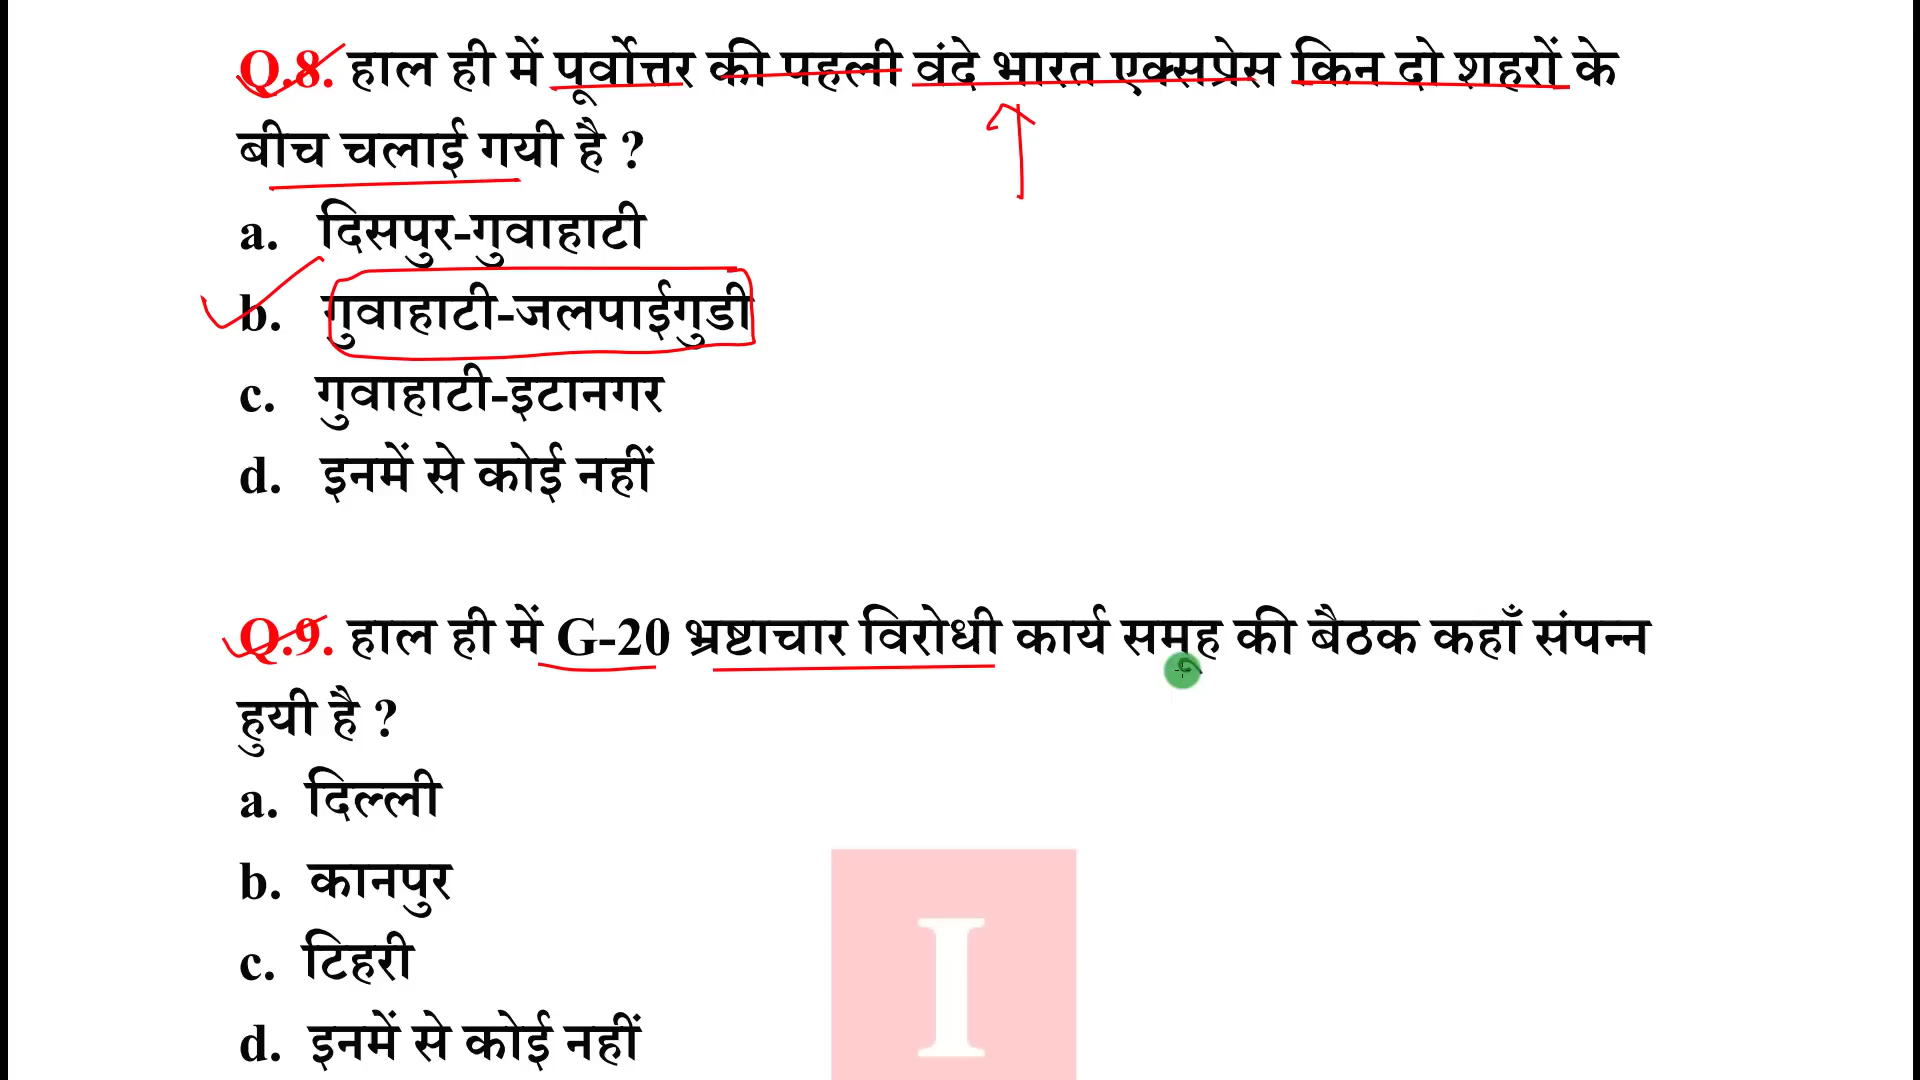 Q.8. हाल ही में पूर्वोत्तर की पहली वंदे भारत एक्सप्रेस किन दो शहरों के
बीच चलाई गयी है ?
a. दिसपुर-गुवाहाटी
b. गुवाहाटी-जलपाईगुडी
c. गुवाहाटी-इटानगर
d. इनमें से कोई नहीं
Q.9. हाल ही में G-20 भ्रष्टाचार विरोधी कार्य समूह की बैठक कहाँ संपन्न
हुयी है ?
a. दिल्ली
b. कानपुर
c. टिहरी
d. इनमें से कोई नहीं
I